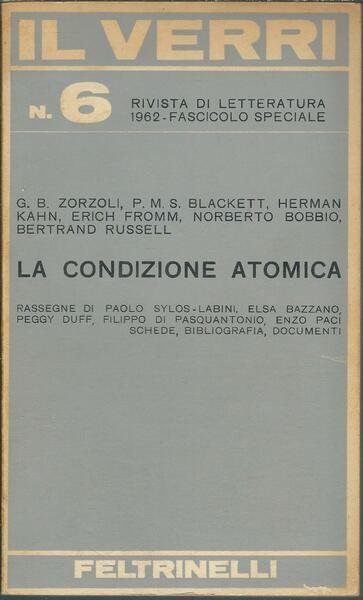 IL VERRI
N. 6 RIVISTA DI LETTERATURA
1962-FASCICOLO SPECIALE
G. B. ZORZOLI, P. M. S. BLACKETT, HERMAN
KAHN, ERICH FROMM, NORBERTO BOBBIO,
BERTRAND RUSSELL
LA CONDIZIONE ATOMICA
RASSEGNE DI PAOLO SYLOS-LABINI, ELSA BAZZANO,
PEGGY DUFF, FILIPPO DI PASQUANTONIO, ENZO PACI
SCHEDE, BIBLIOGRAFIA, DOCUMENTI
FELTRINELLI